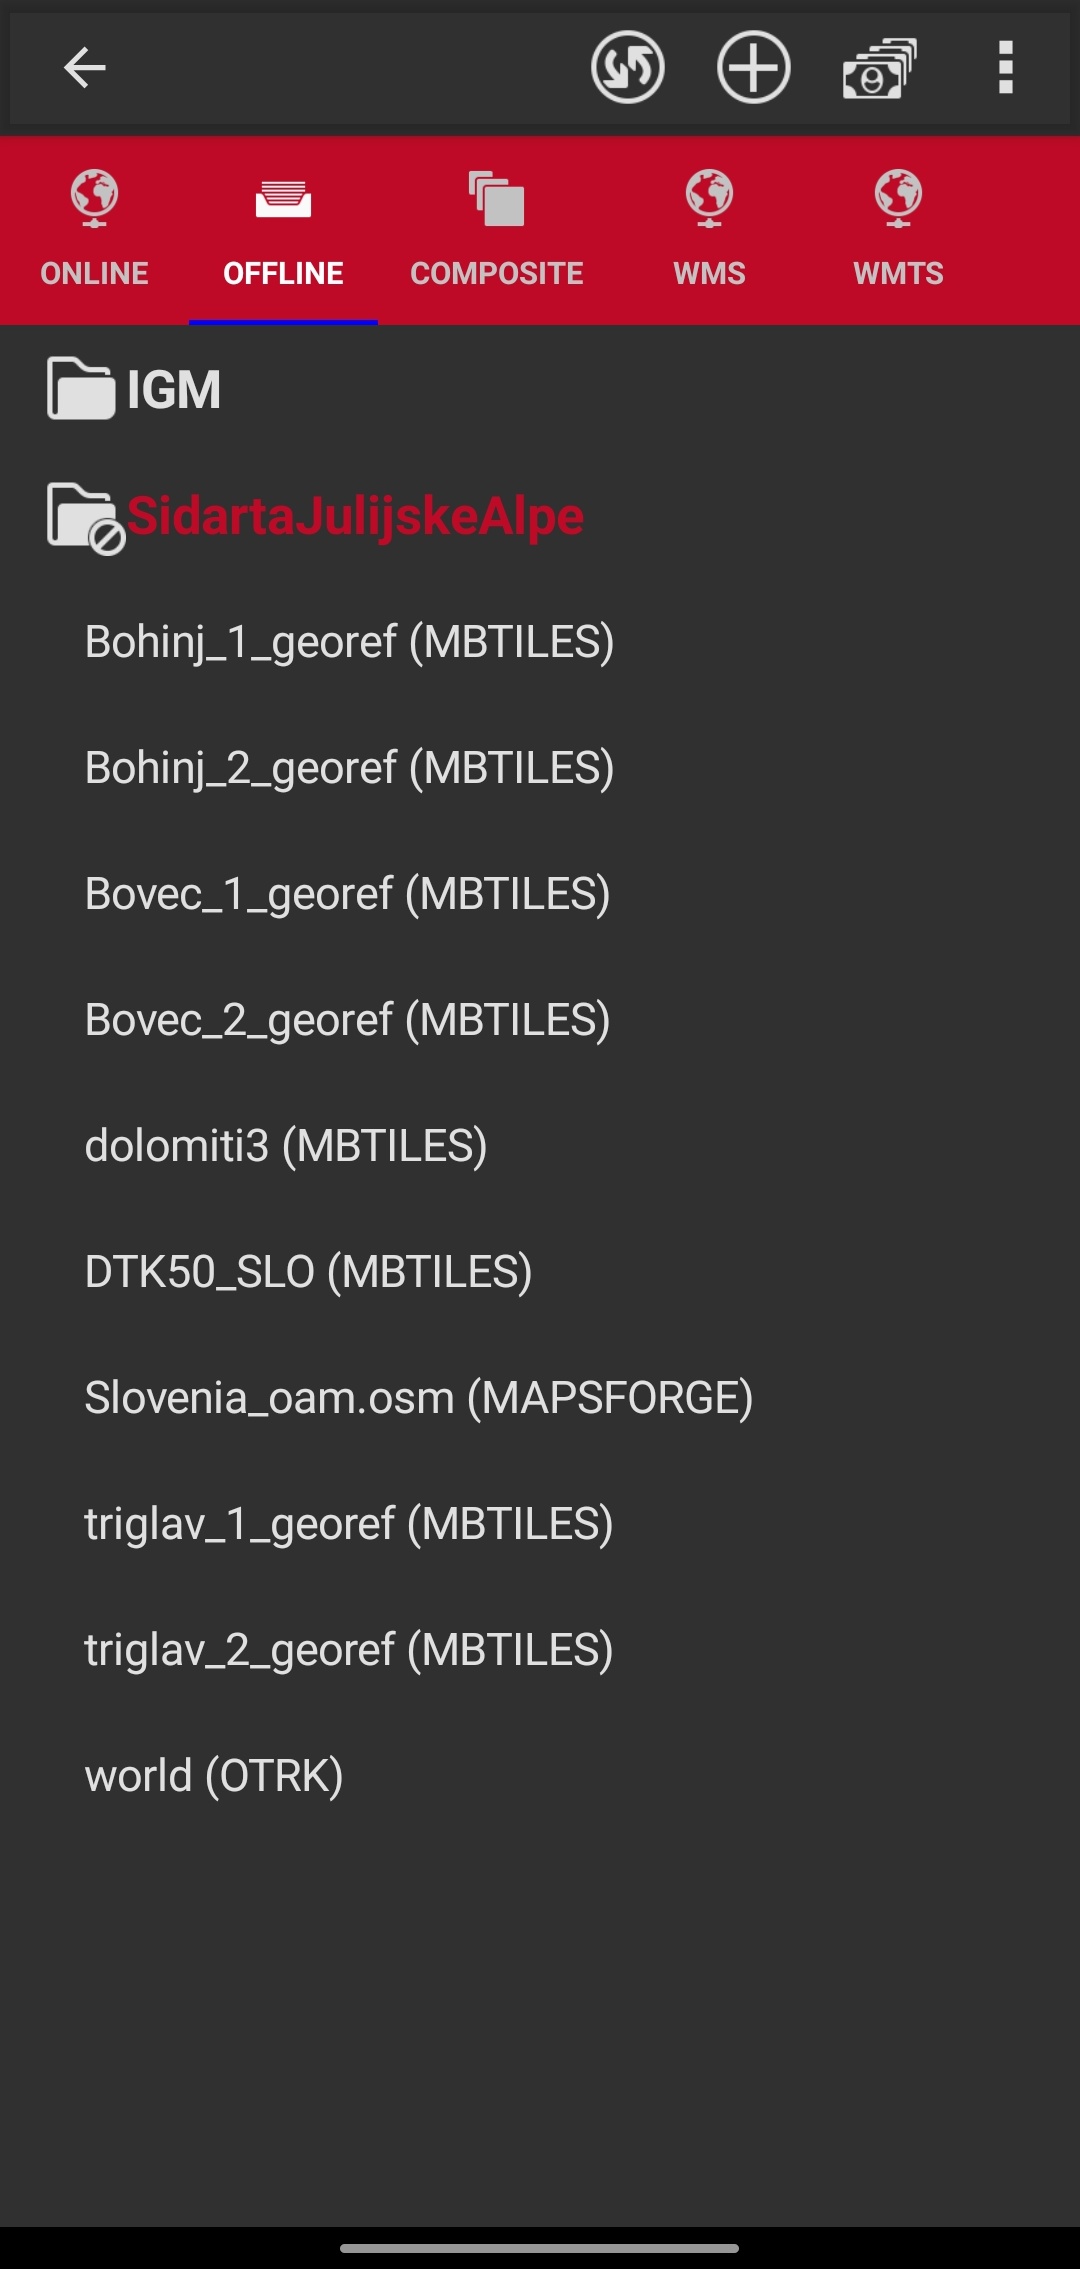 ONLINE OFFLINE COMPOSITE WMS WMTS
IGM
SidartaJulijskeAlpe
Bohinj_1_georef (MBTILES)
Bohinj_2_georef (MBTILES)
Bovec_1_georef (MBTILES)
Bovec_2_georef (MBTILES)
dolomiti3 (MBTILES)
DTK50_SLO (MBTILES)
Slovenia_oam.osm (MAPSFORGE)
triglav_1_georef (MBTILES)
triglav_2_georef (MBTILES)
world (OTRK)